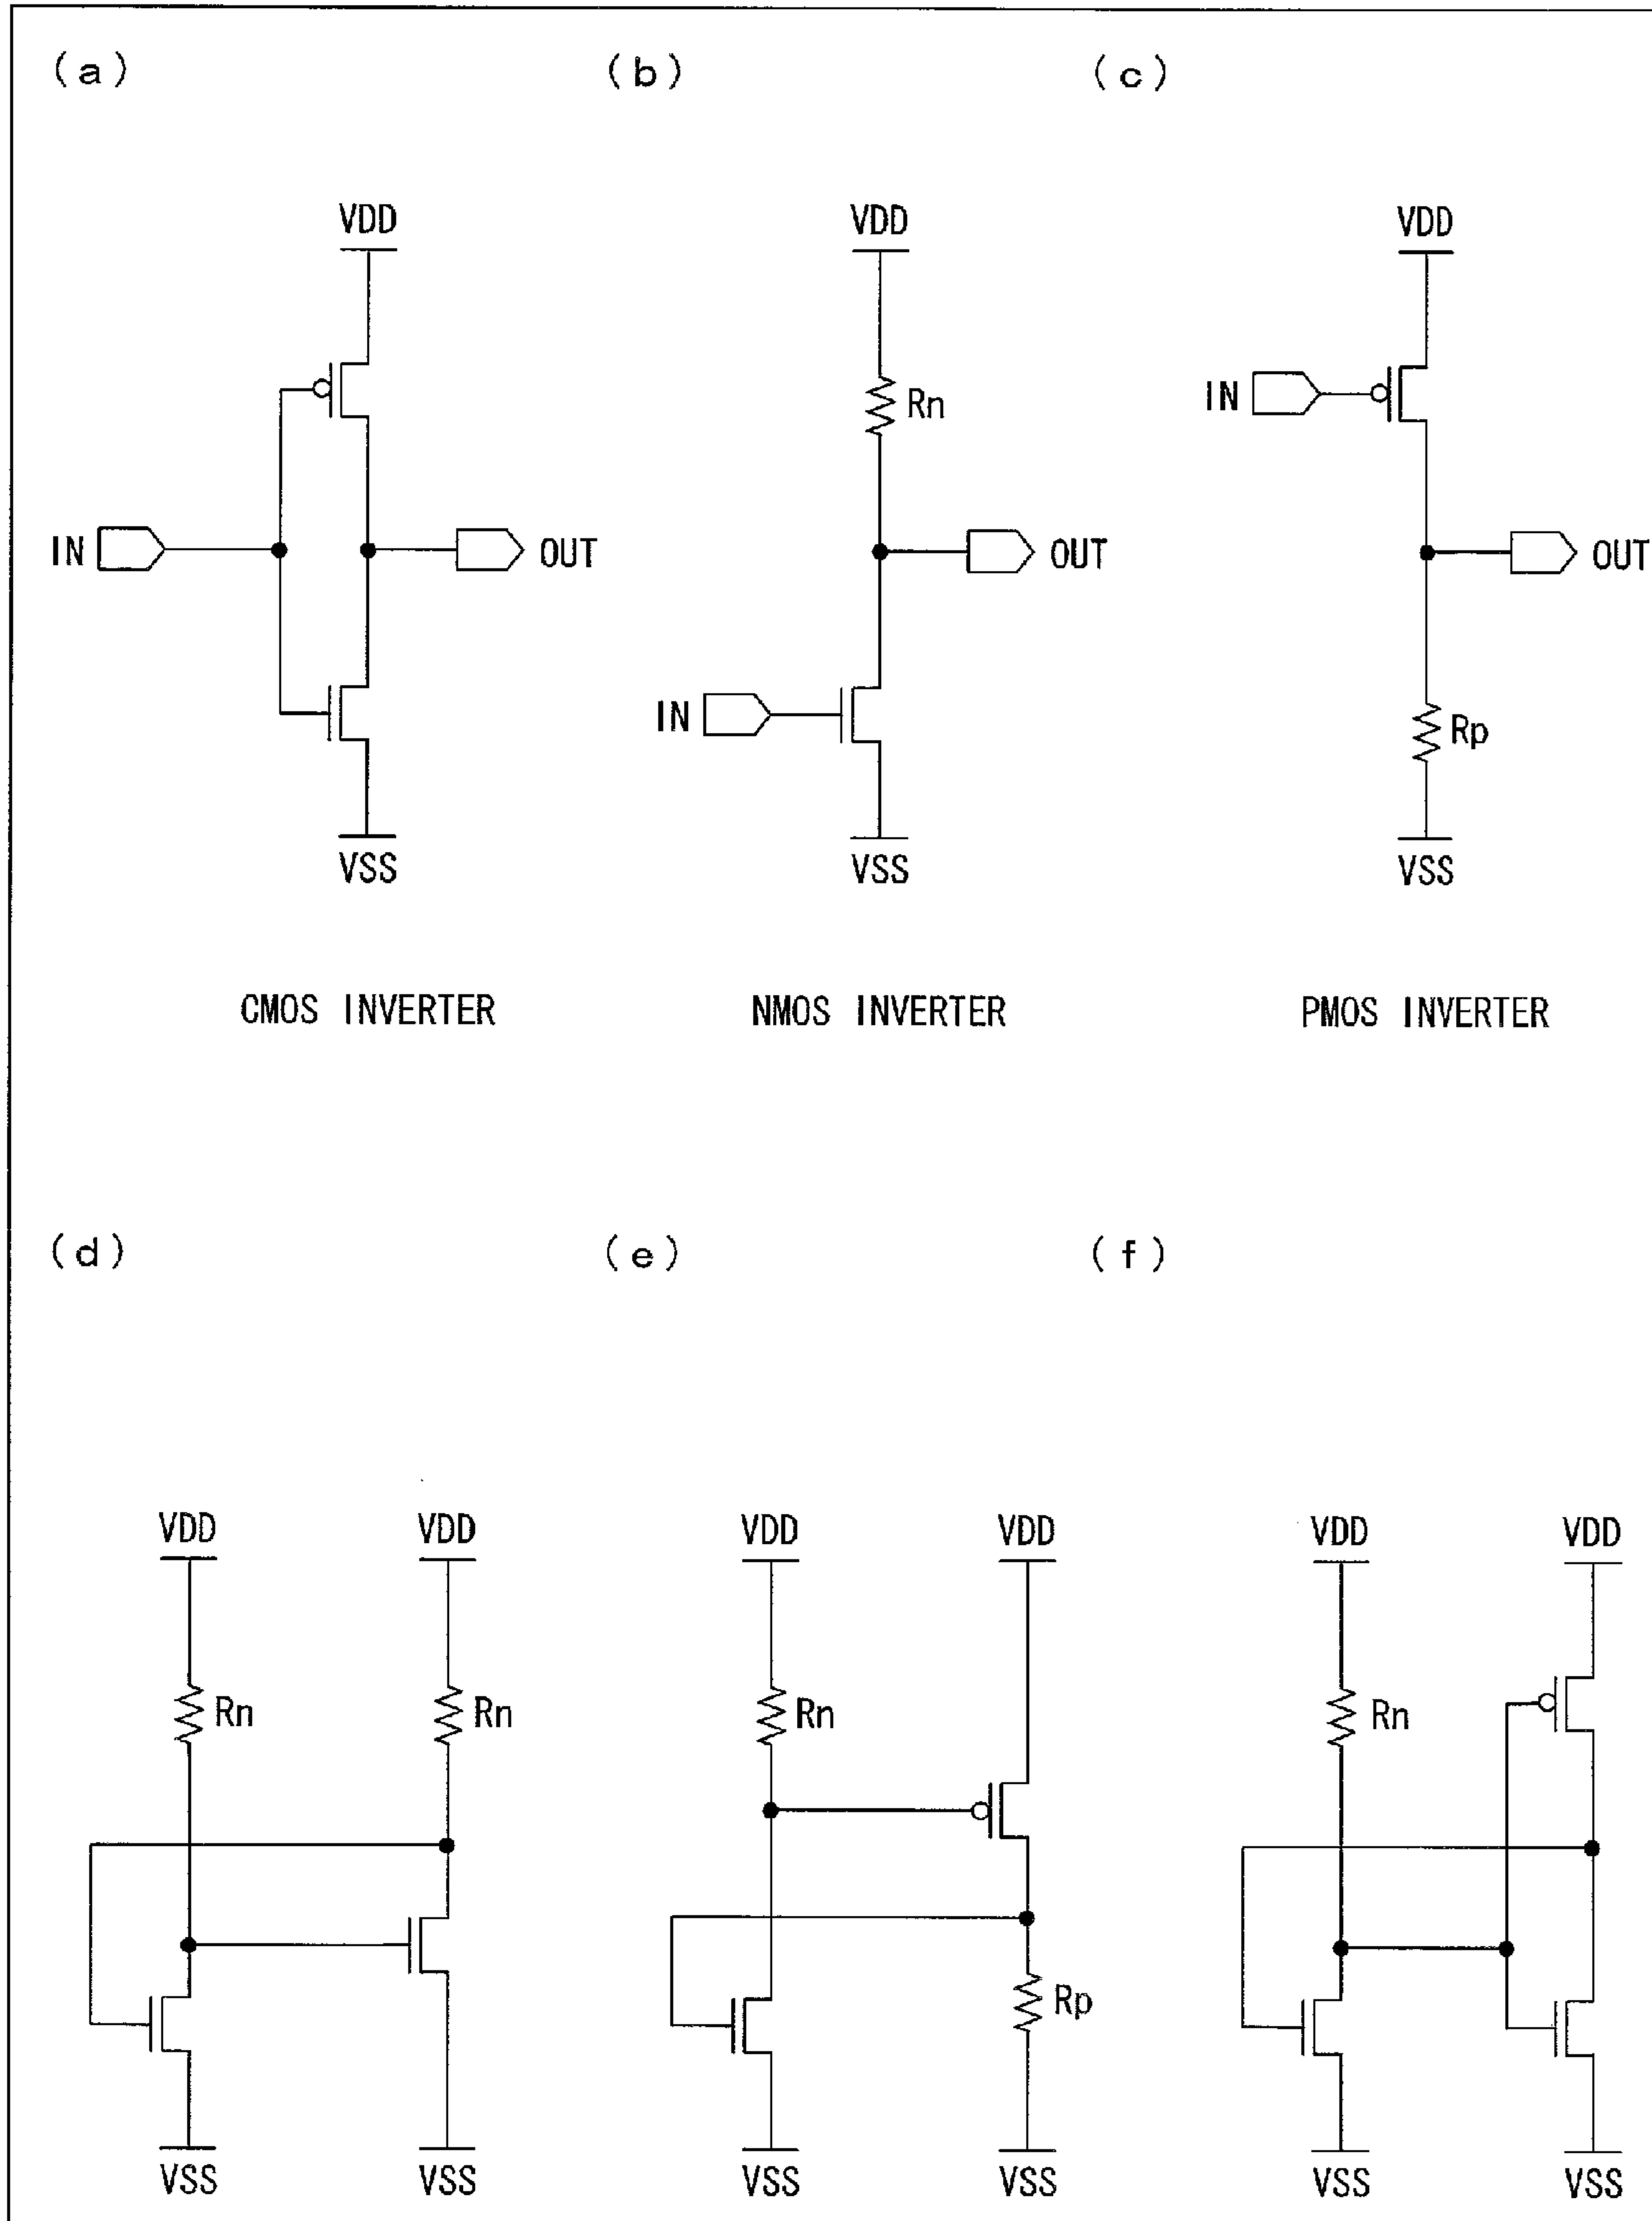 (a) (b) (c)
VDD VDD VDD
Rn
IN
IN OUT
OUT
OUT
IN
Rp
VSS VSS VSS
CMOS INVERTER NMOS INVERTER PMOS INVERTER
(d) (e) (f)
VDD VDD VDD VDD VDD VDD
Rn Rn Rn Rn
Rp
VSS VSS VSS VSS VSS VSS